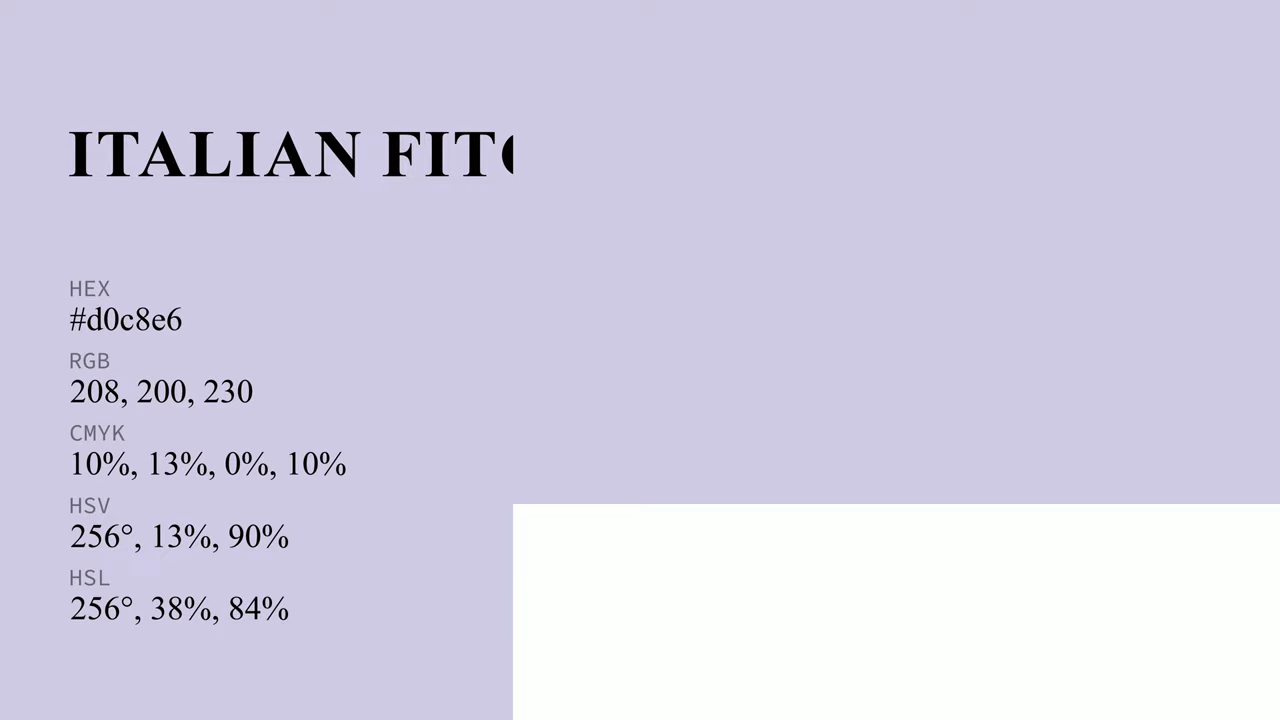 ITALIAN
HEX
#d0c8e6
RGB
208, 200, 230
CMYK
10%, 13%, 0%, 10%
HSV
256°, 13%, 90%
HSL
256°, 38%, 84%